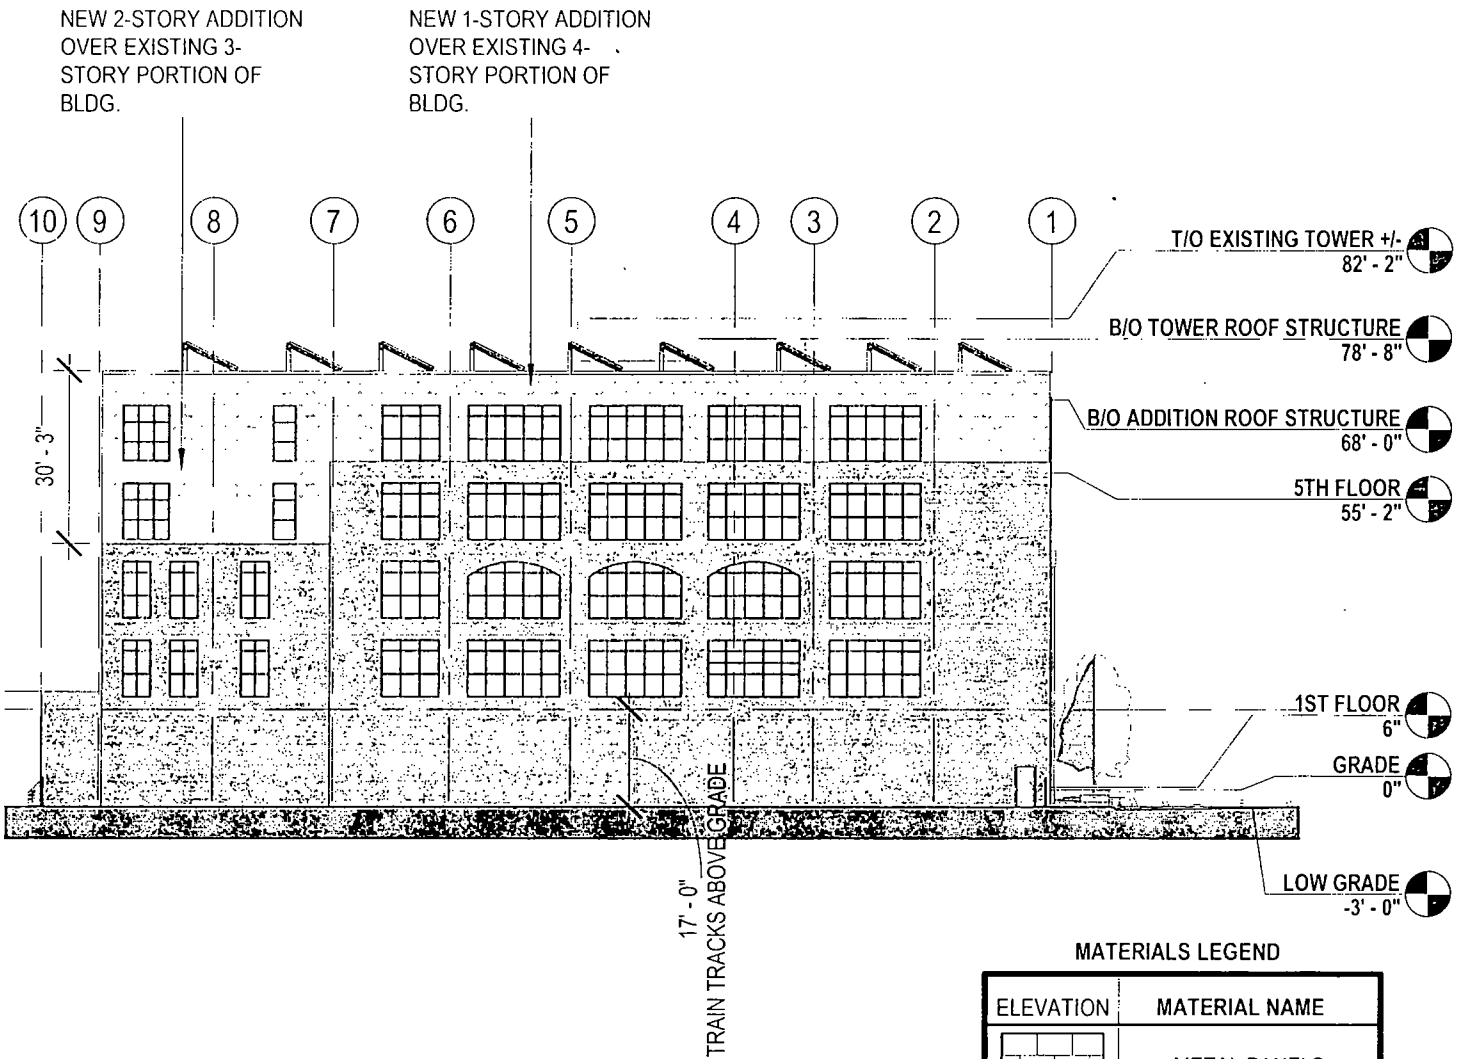 NEW 2-STORY ADDITION
OVER EXISTING 3-
STORY PORTION OF
BLDG.
NEW 1-STORY ADDITION
OVER EXISTING 4-
STORY PORTION OF
BLDG.
10 9 8 7 6 5 4 3 2 1
T/O EXISTING TOWER +/-
82' - 2"
B/O TOWER ROOF STRUCTURE
78' - 8"
B/O ADDITION ROOF STRUCTURE
68' - 0"
5TH FLOOR
55' - 2"
30' - 3"
1ST FLOOR
6"
GRADE
0"
LOW GRADE
-3' - 0"
17' - 0"
TRAIN TRACKS ABOVE GRADE
MATERIALS LEGEND
ELEVATION MATERIAL NAME
METAL PANELS